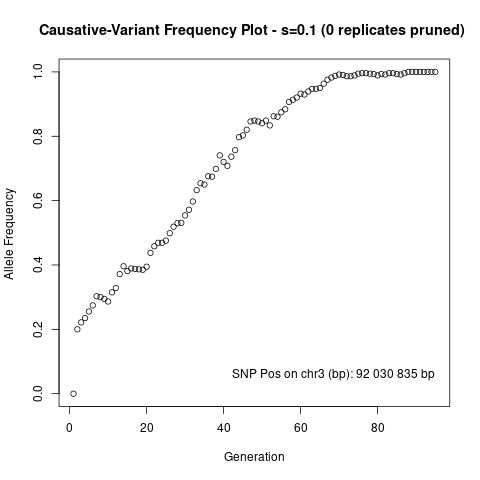 Causative-Variant Frequency Plot - s=0.1 (0 replicates pruned)
Allele Frequency
1.0
0.8
0.6
0.4
0.2
0.0
SNP Pos on chr3 (bp): 92 030 835 bp
0 20 40 60 80
Generation